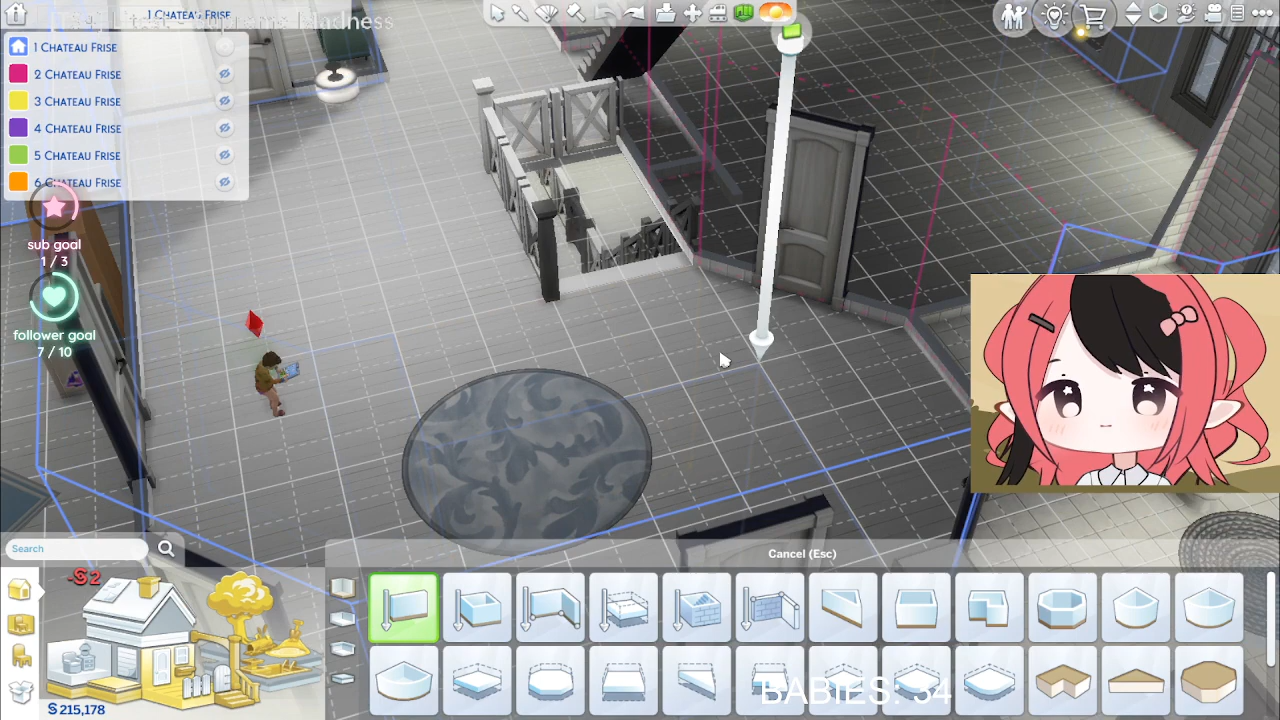 1 CHATEAU FRISE
Madness
1 CHATEAU FRISE
2 CHATEAU FRISE
3 CHATEAU FRISE
4 CHATEAU FRISE
5 CHATEAU FRISE
6 CHATEAU FRISE
sub goal
1 / 3
follower goal
7 / 10
Search
Cancel (Esc)
-§2
§215,178
BABIES: 34